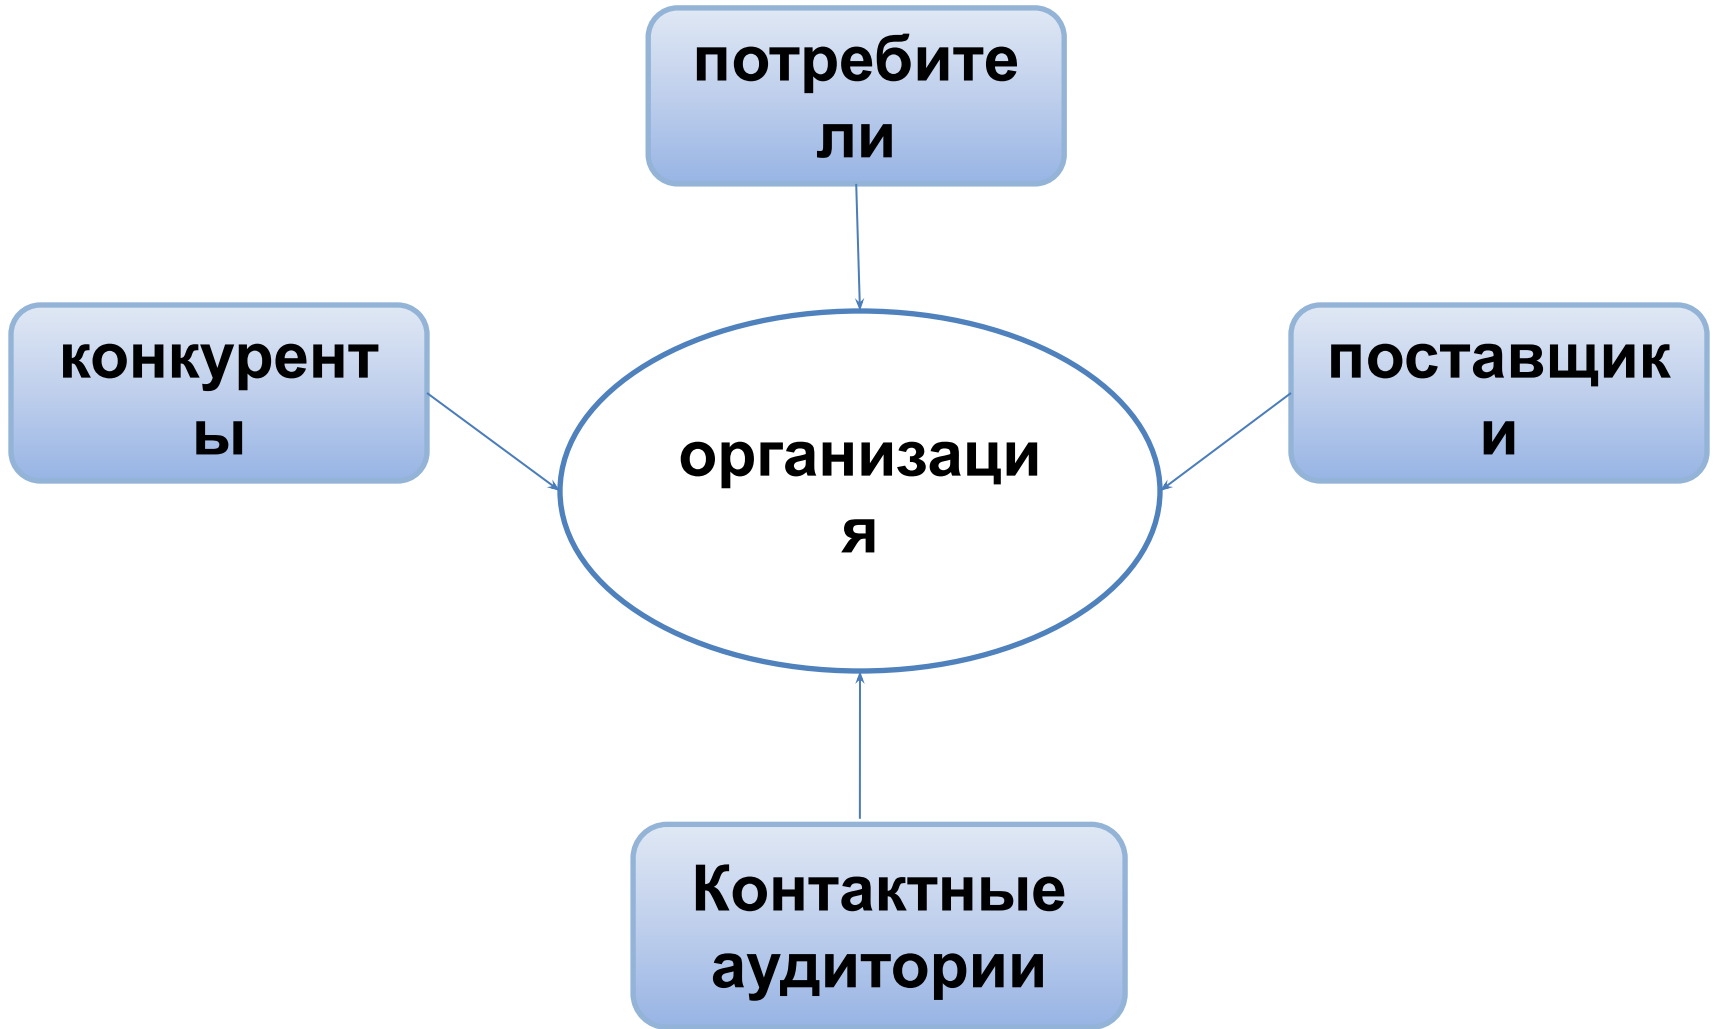 потребите
ли
конкурент
ы
организаци
я
поставщик
и
Контактные
аудитории